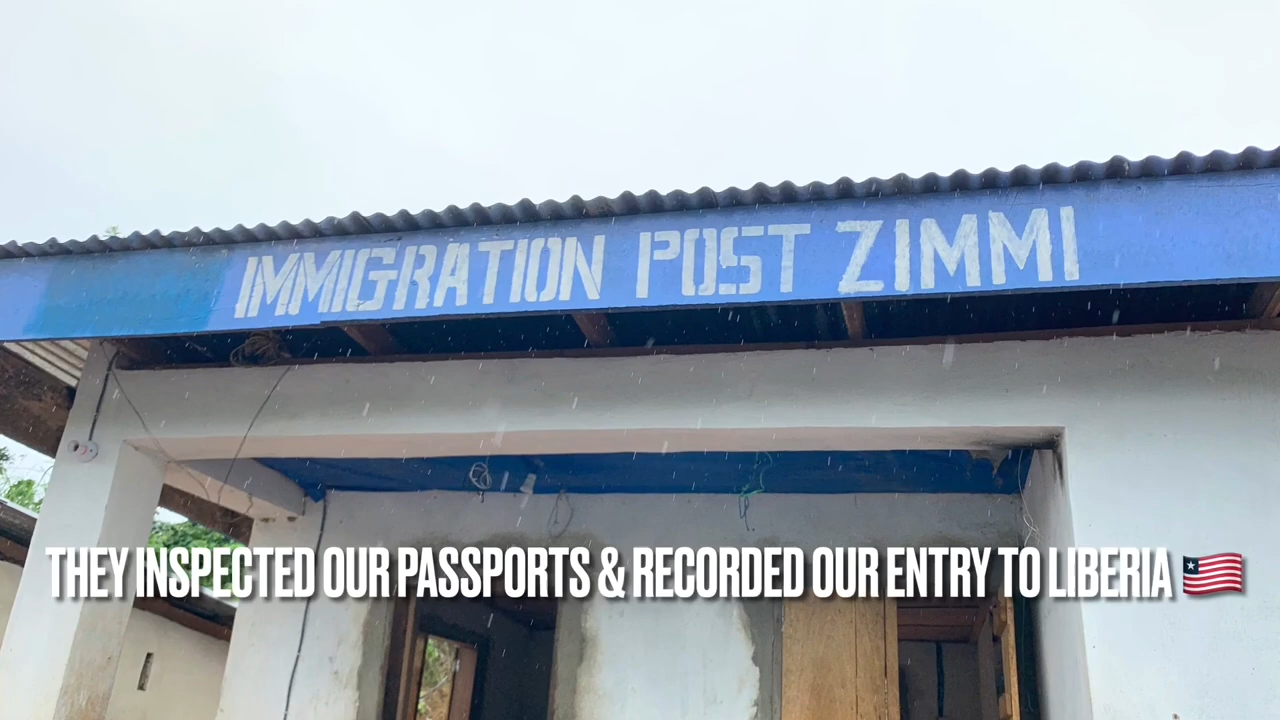 IMMIGRATION POST ZIMMI
THEY INSPECTED OUR PASSPORTS & RECORDED OUR ENTRY TO LIBERIA 🇱🇷